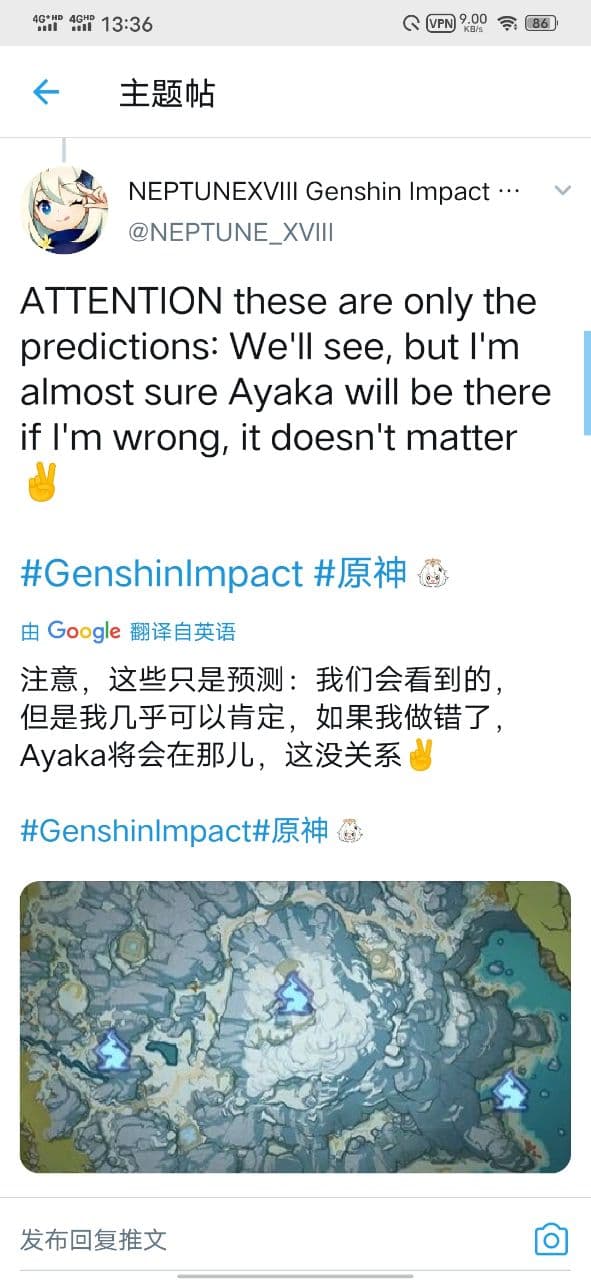 4G+HD 4GHD 13:36 VPN 9.00 KB/s 86
主题帖
NEPTUNEXVIII Genshin Impact ···
@NEPTUNE_XVIII
ATTENTION these are only the
predictions: We'll see, but I'm
almost sure Ayaka will be there
if I'm wrong, it doesn't matter
✌️
#GenshinImpact #原神
由 Google 翻译自英语
注意，这些只是预测：我们会看到的，
但是我几乎可以肯定，如果我做错了，
Ayaka将会在那儿，这没关系✌️
#GenshinImpact#原神
发布回复推文